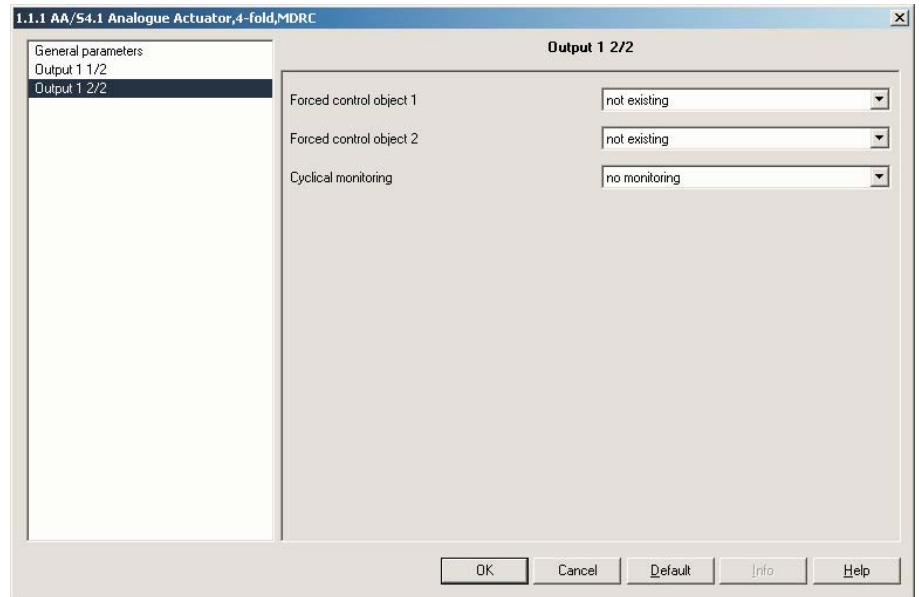 1.1.1 AA/S4.1 Analogue Actuator,4-fold,MDRC
General parameters
Output 1 1/2
Output 1 2/2
Output 1 2/2
Forced control object 1
not existing
Forced control object 2
not existing
Cyclical monitoring
no monitoring
OK
Cancel
Default
Info
Help